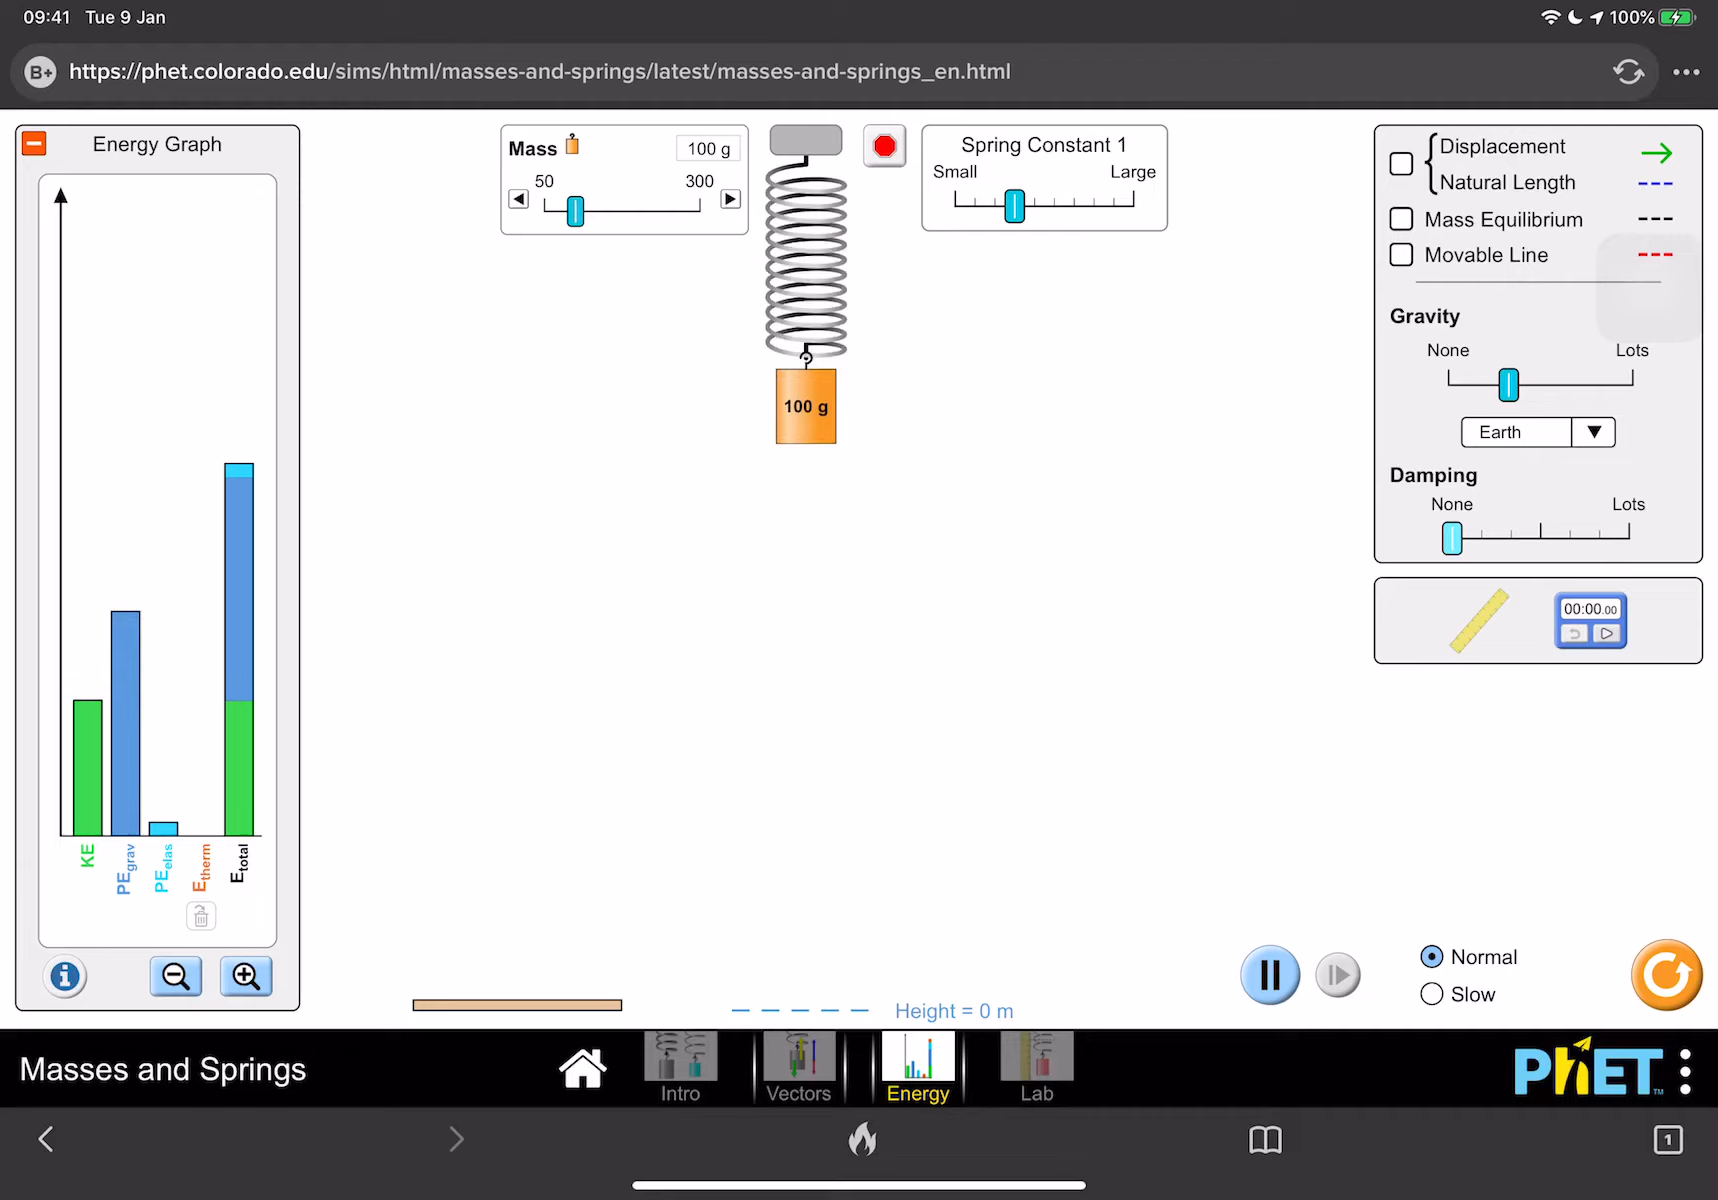 09:41 Tue 9 Jan
100%
B+
https://phet.colorado.edu/sims/html/masses-and-springs/latest/masses-and-springs_en.html
Energy Graph
KE
PEgrav
PEelas
Etherm
Etotal
Mass
100 g
50
300
100 g
Spring Constant 1
Small
Large
Displacement
Natural Length
Mass Equilibrium
Movable Line
Gravity
None
Lots
Earth
Damping
None
Lots
00:00.00
Height = 0 m
Normal
Slow
Masses and Springs
Intro
Vectors
Energy
Lab
PhET™
1